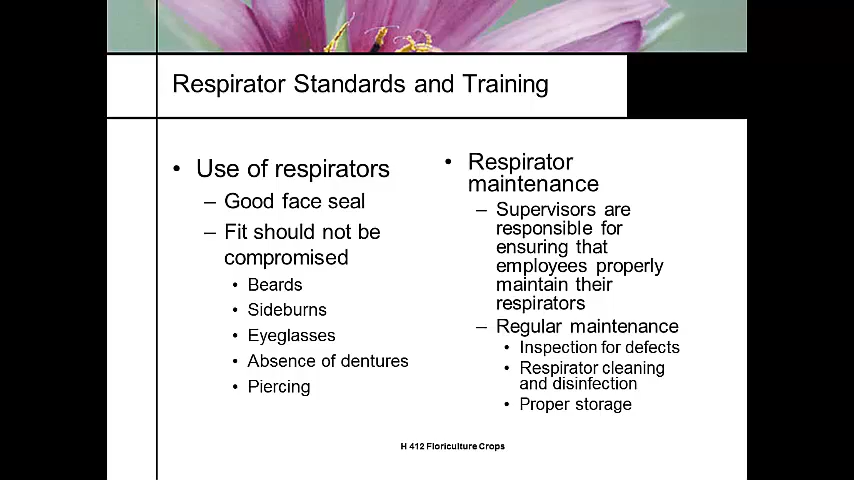 Respirator Standards and Training
• Use of respirators
– Good face seal
– Fit should not be
compromised
• Beards
• Sideburns
• Eyeglasses
• Absence of dentures
• Piercing
• Respirator
maintenance
– Supervisors are
responsible for
ensuring that
employees properly
maintain their
respirators
– Regular maintenance
• Inspection for defects
• Respirator cleaning
and disinfection
• Proper storage
H 412 Floriculture Crops